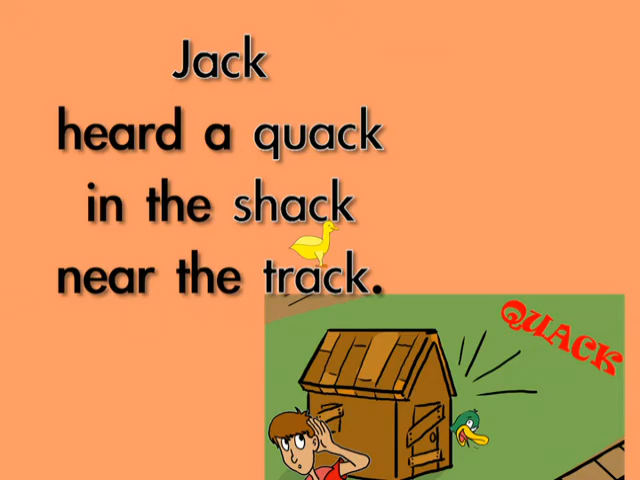 Jack
heard a quack
in the shack
near the track.
QUACK